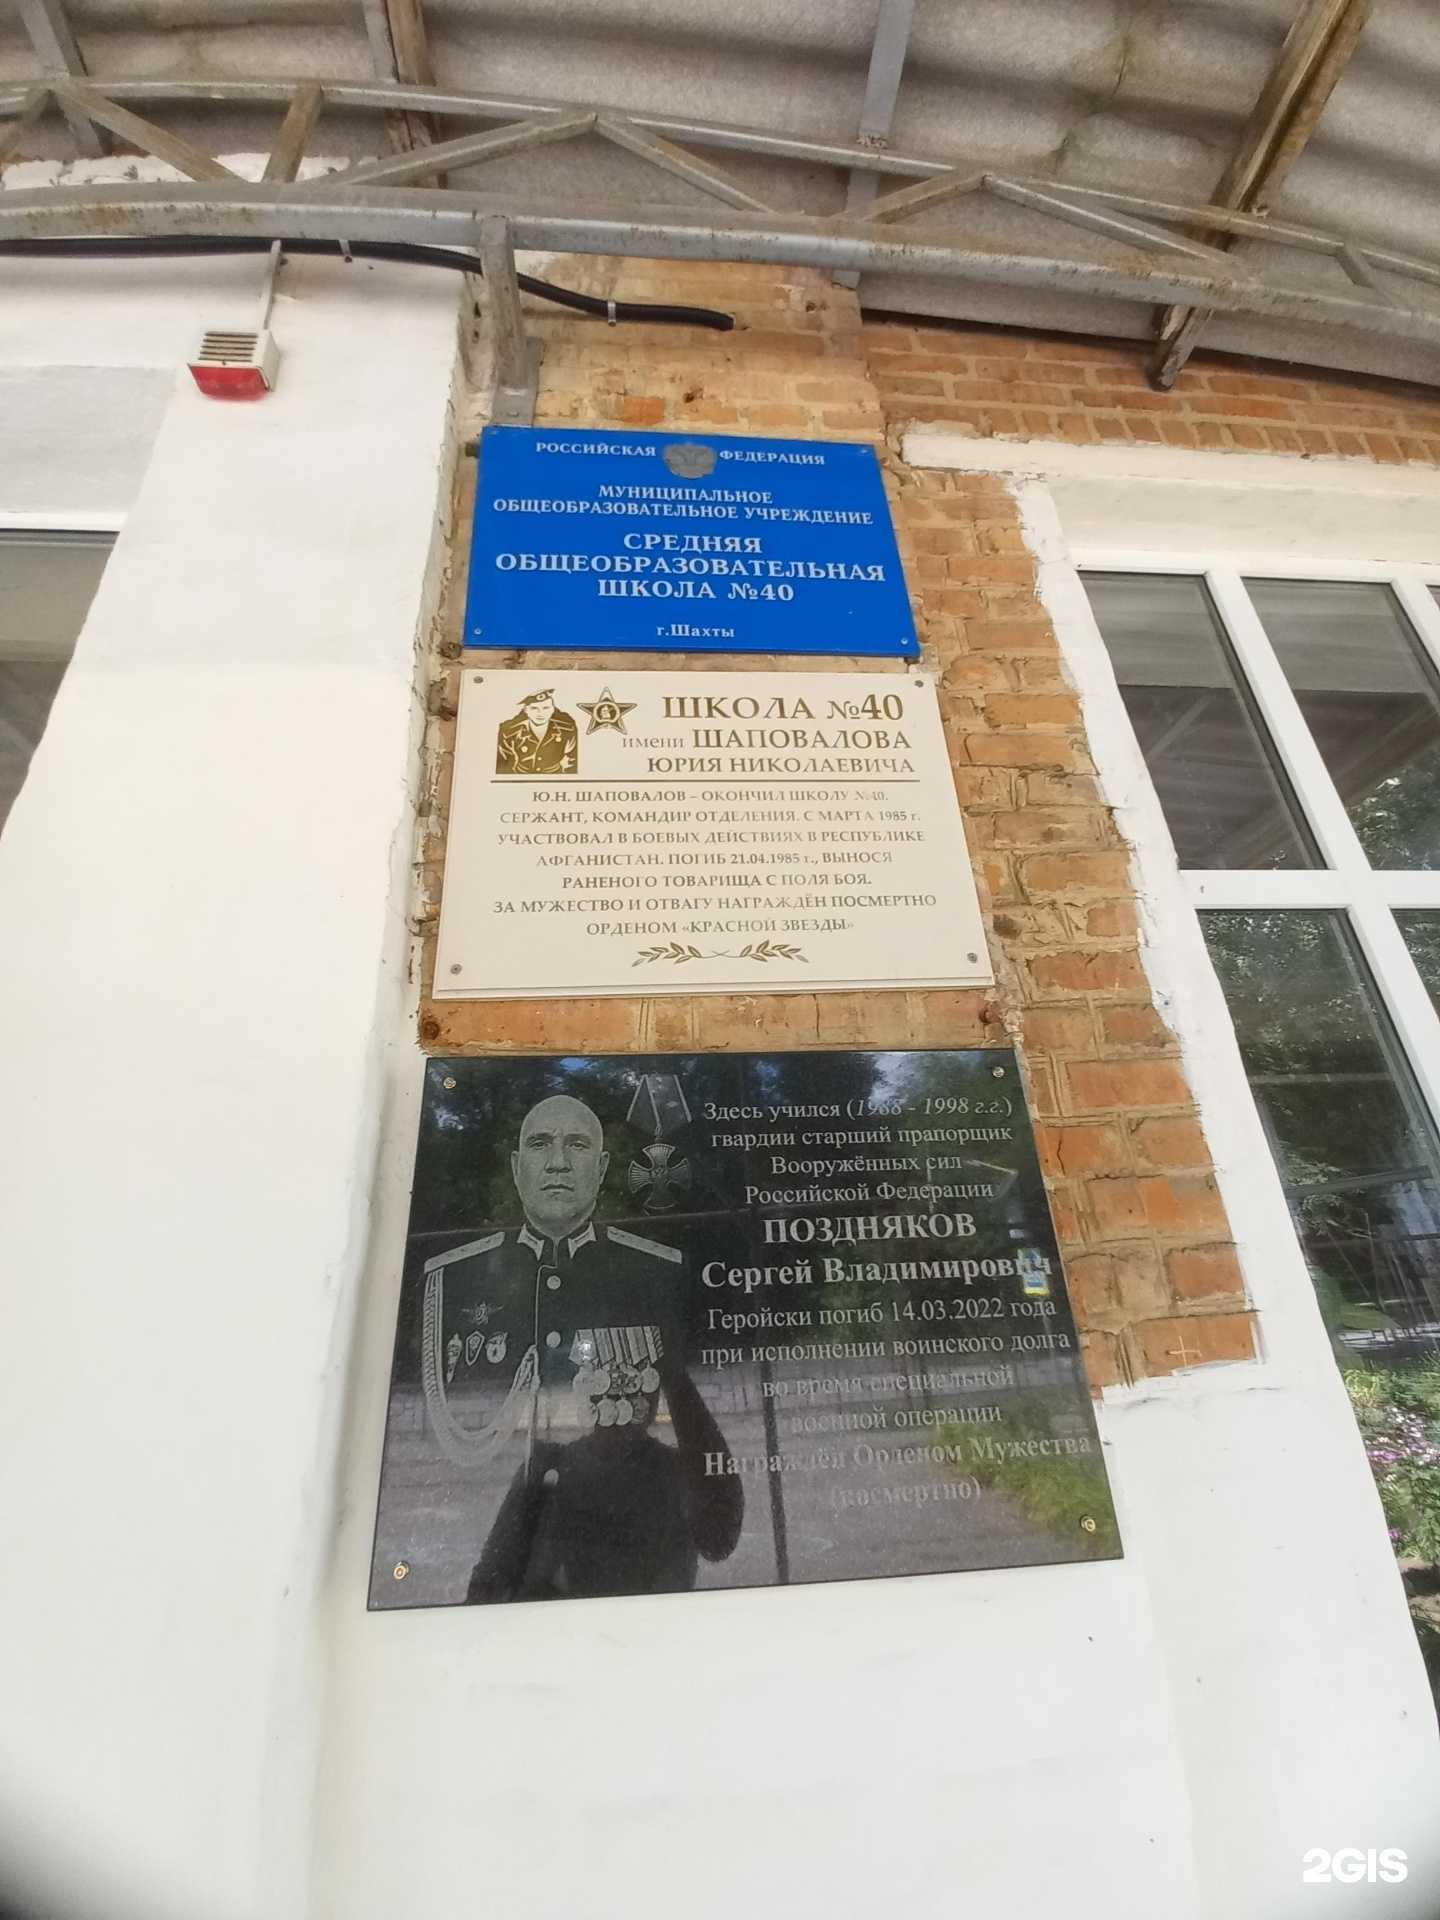 РОССИЙСКАЯ ФЕДЕРАЦИЯ
МУНИЦИПАЛЬНОЕ
ОБЩЕОБРАЗОВАТЕЛЬНОЕ УЧРЕЖДЕНИЕ
СРЕДНЯЯ
ОБЩЕОБРАЗОВАТЕЛЬНАЯ
ШКОЛА №40
г.Шахты
ШКОЛА №40
имени ШАПОВАЛОВА
ЮРИЯ НИКОЛАЕВИЧА
Ю.Н. ШАПОВАЛОВ – ОКОНЧИЛ ШКОЛУ №40.
СЕРЖАНТ, КОМАНДИР ОТДЕЛЕНИЯ. С МАРТА 1985 г.
УЧАСТВОВАЛ В БОЕВЫХ ДЕЙСТВИЯХ В РЕСПУБЛИКЕ
АФГАНИСТАН. ПОГИБ 21.04.1985 г., ВЫНОСЯ
РАНЕНОГО ТОВАРИЩА С ПОЛЯ БОЯ.
ЗА МУЖЕСТВО И ОТВАГУ НАГРАЖДЁН ПОСМЕРТНО
ОРДЕНОМ «КРАСНОЙ ЗВЕЗДЫ»
Здесь учился (1988 - 1998 г.г.)
гвардии старший прапорщик
Вооружённых сил
Российской Федерации
ПОЗДНЯКОВ
Сергей Владимирович
Геройски погиб 14.03.2022 года
при исполнении воинского долга
во время специальной
военной операции
Награждён Орденом Мужества
(посмертно)
2GIS